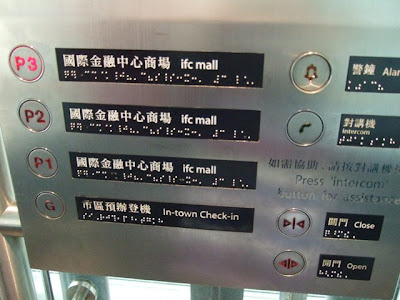 P3 國際金融中心商場 ifc mall
P2 國際金融中心商場 ifc mall
P1 國際金融中心商場 ifc mall
G 市區預辦登機 In-town Check-in
警鐘
對講機
Intercom
如需協助,請按對講機
Press 'intercom'
button for assistance
關門 Close
開門 Open